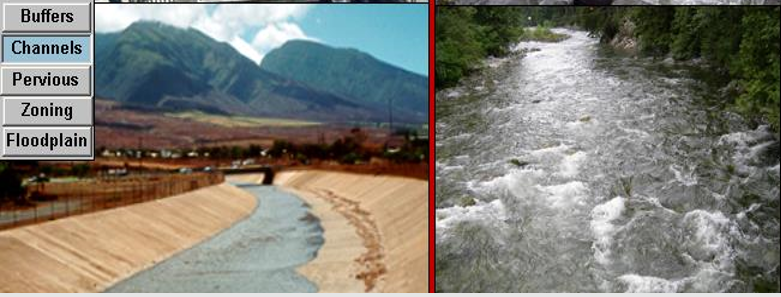 Buffers
Channels
Pervious
Zoning
Floodplain